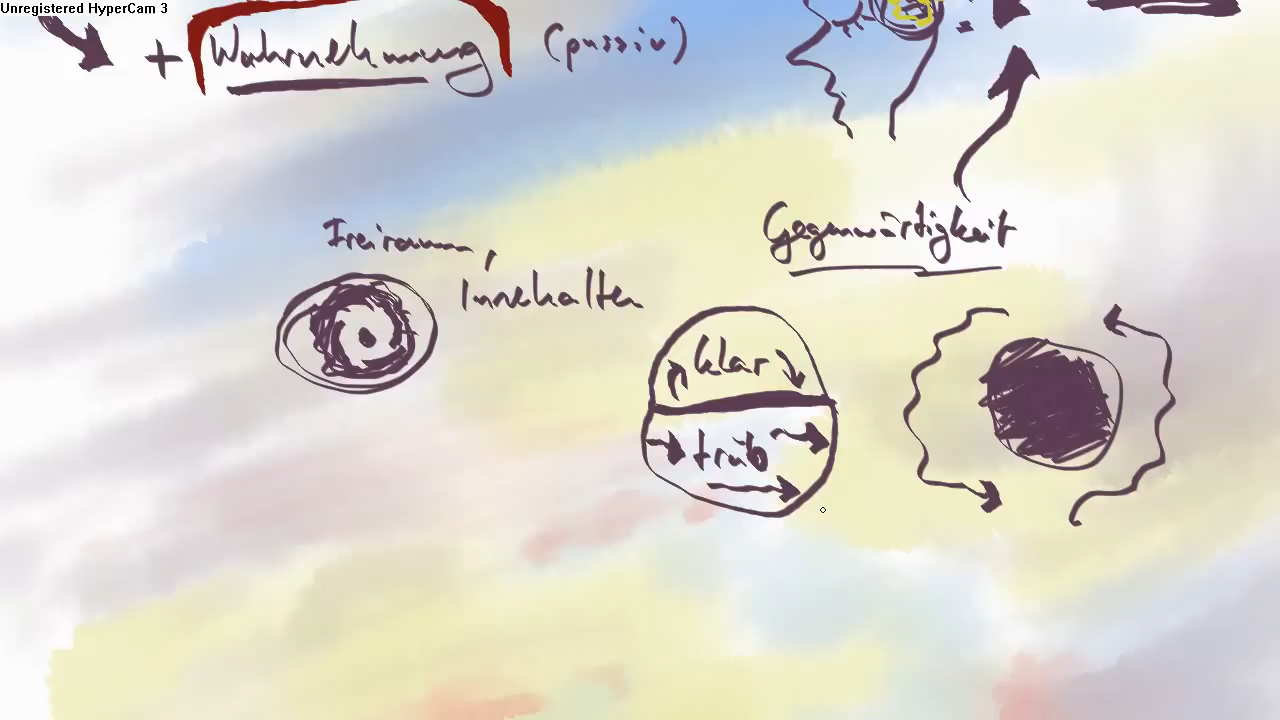 Unregistered HyperCam 3
+ Wahrnehmung (passiv)
Freiraum,
Innehalten
Gegenwärtigkeit
klar
trüb